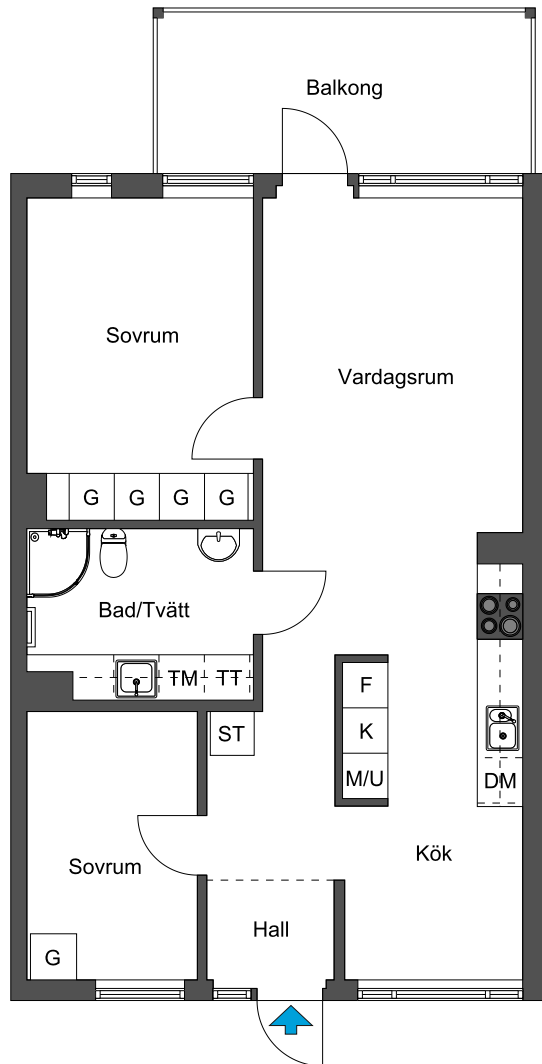 Balkong
Sovrum
Vardagsrum
G G G G
Bad/Tvätt
TM TT
F
ST
K
M/U
DM
Kök
Sovrum
Hall
G